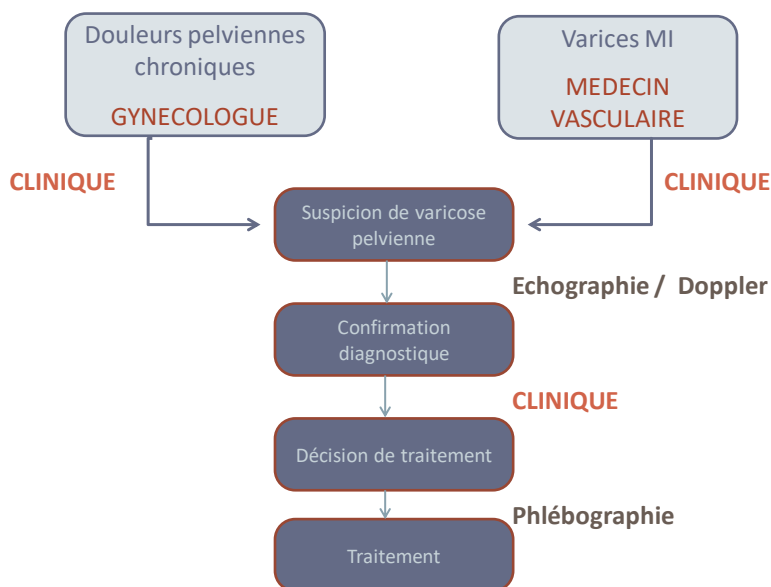 Douleurs pelviennes
chroniques
GYNECOLOGUE
Varices MI
MEDECIN
VASCULAIRE
CLINIQUE
CLINIQUE
Suspicion de varicose
pelvienne
Echographie / Doppler
Confirmation
diagnostique
CLINIQUE
Décision de traitement
Phlébographie
Traitement